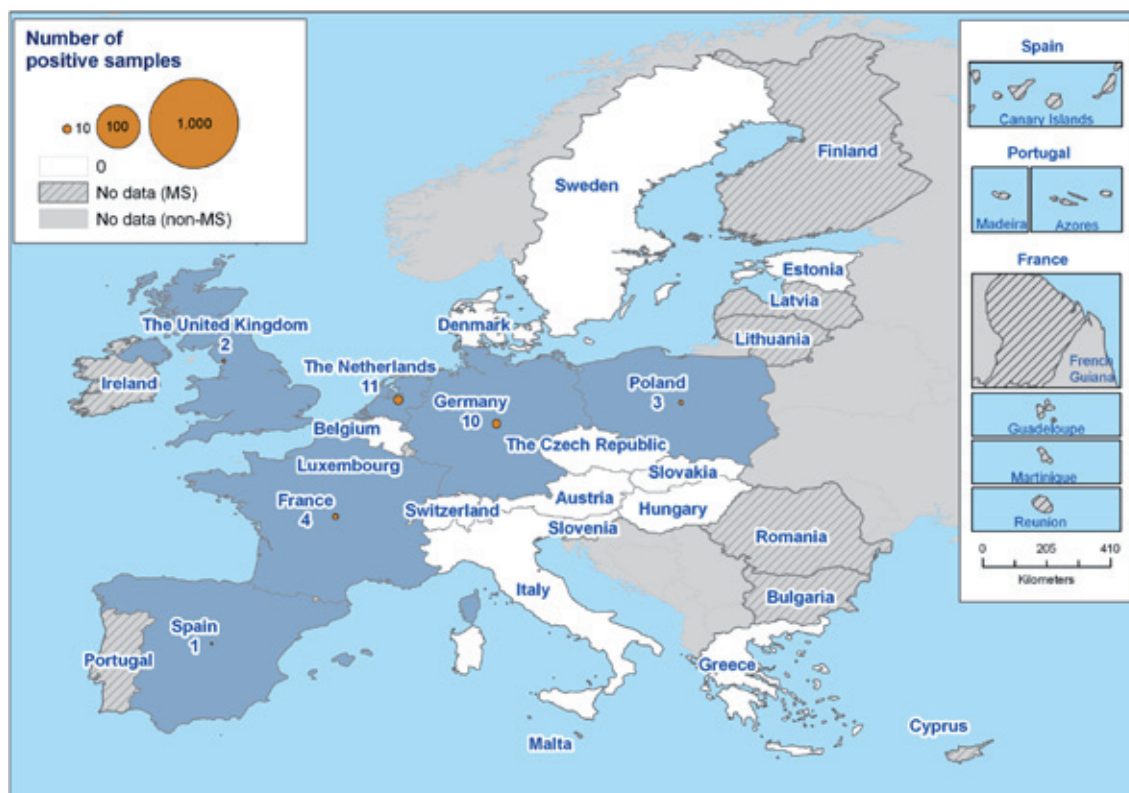 Number of
positive samples
10
100
1,000
0
No data (MS)
No data (non-MS)
Sweden
Finland
Estonia
Latvia
Lithuania
Denmark
The United Kingdom
2
Ireland
The Netherlands
11
Germany
10
Poland
3
Belgium
The Czech Republic
Luxembourg
Slovakia
France
4
Switzerland
Austria
Hungary
Slovenia
Romania
Italy
Bulgaria
Spain
1
Portugal
Greece
Malta
Cyprus
Spain
Canary Islands
Portugal
Madeira
Azores
France
French
Guiana
Guadeloupe
Martinique
Reunion
0 205 410
Kilometers